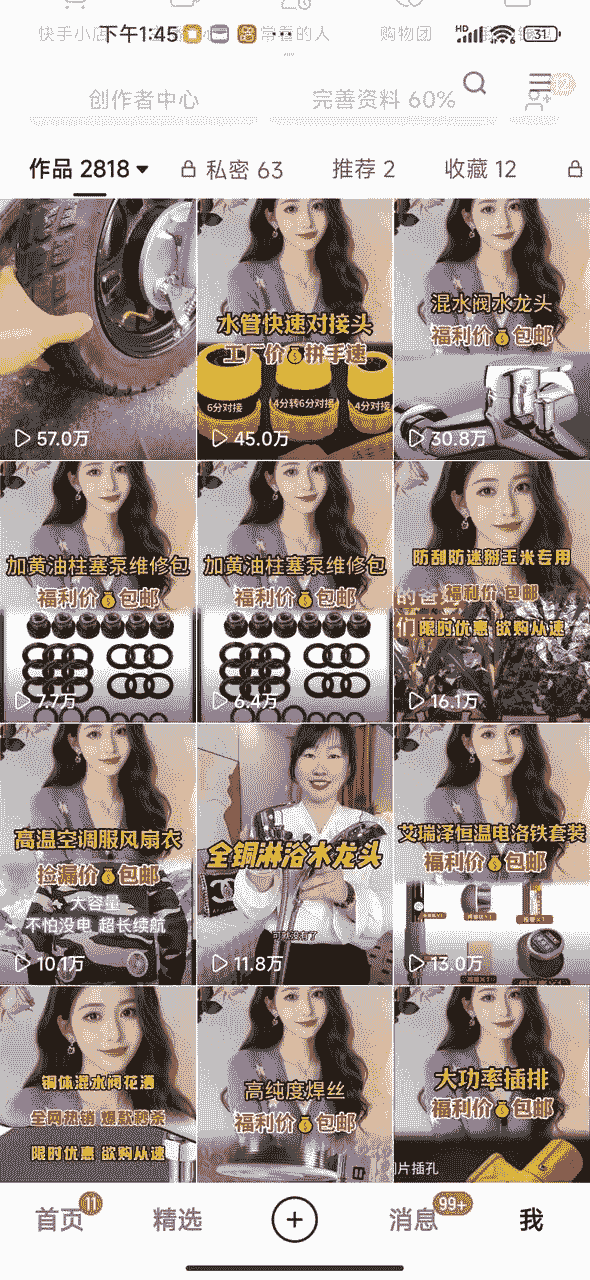 下午1:45
HD
31
快手小店
常看的人
购物团
创作者中心
完善资料 60%
作品 2818
私密 63
推荐 2
收藏 12
57.0万
水管快速对接头
工厂价 拼手速
6分对接
4分转6分对接
4分对接
45.0万
混水阀水龙头
福利价 包邮
30.8万
加黄油柱塞泵维修包
福利价 包邮
7.7万
加黄油柱塞泵维修包
福利价 包邮
6.4万
防刮防迷掰玉米专用
福利价 包邮
们
限时优惠 欲购从速
16.1万
高温空调服风扇衣
捡漏价 包邮
大容量
不怕没电 超长续航
10.1万
全铜淋浴水龙头
11.8万
艾瑞泽恒温电洛铁套装
福利价 包邮
13.0万
铜体混水阀花洒
全网热销 爆款秒杀
限时优惠 欲购从速
高纯度焊丝
福利价 包邮
大功率插排
福利价 包邮
片插孔
首页
11
精选
消息
99+
我